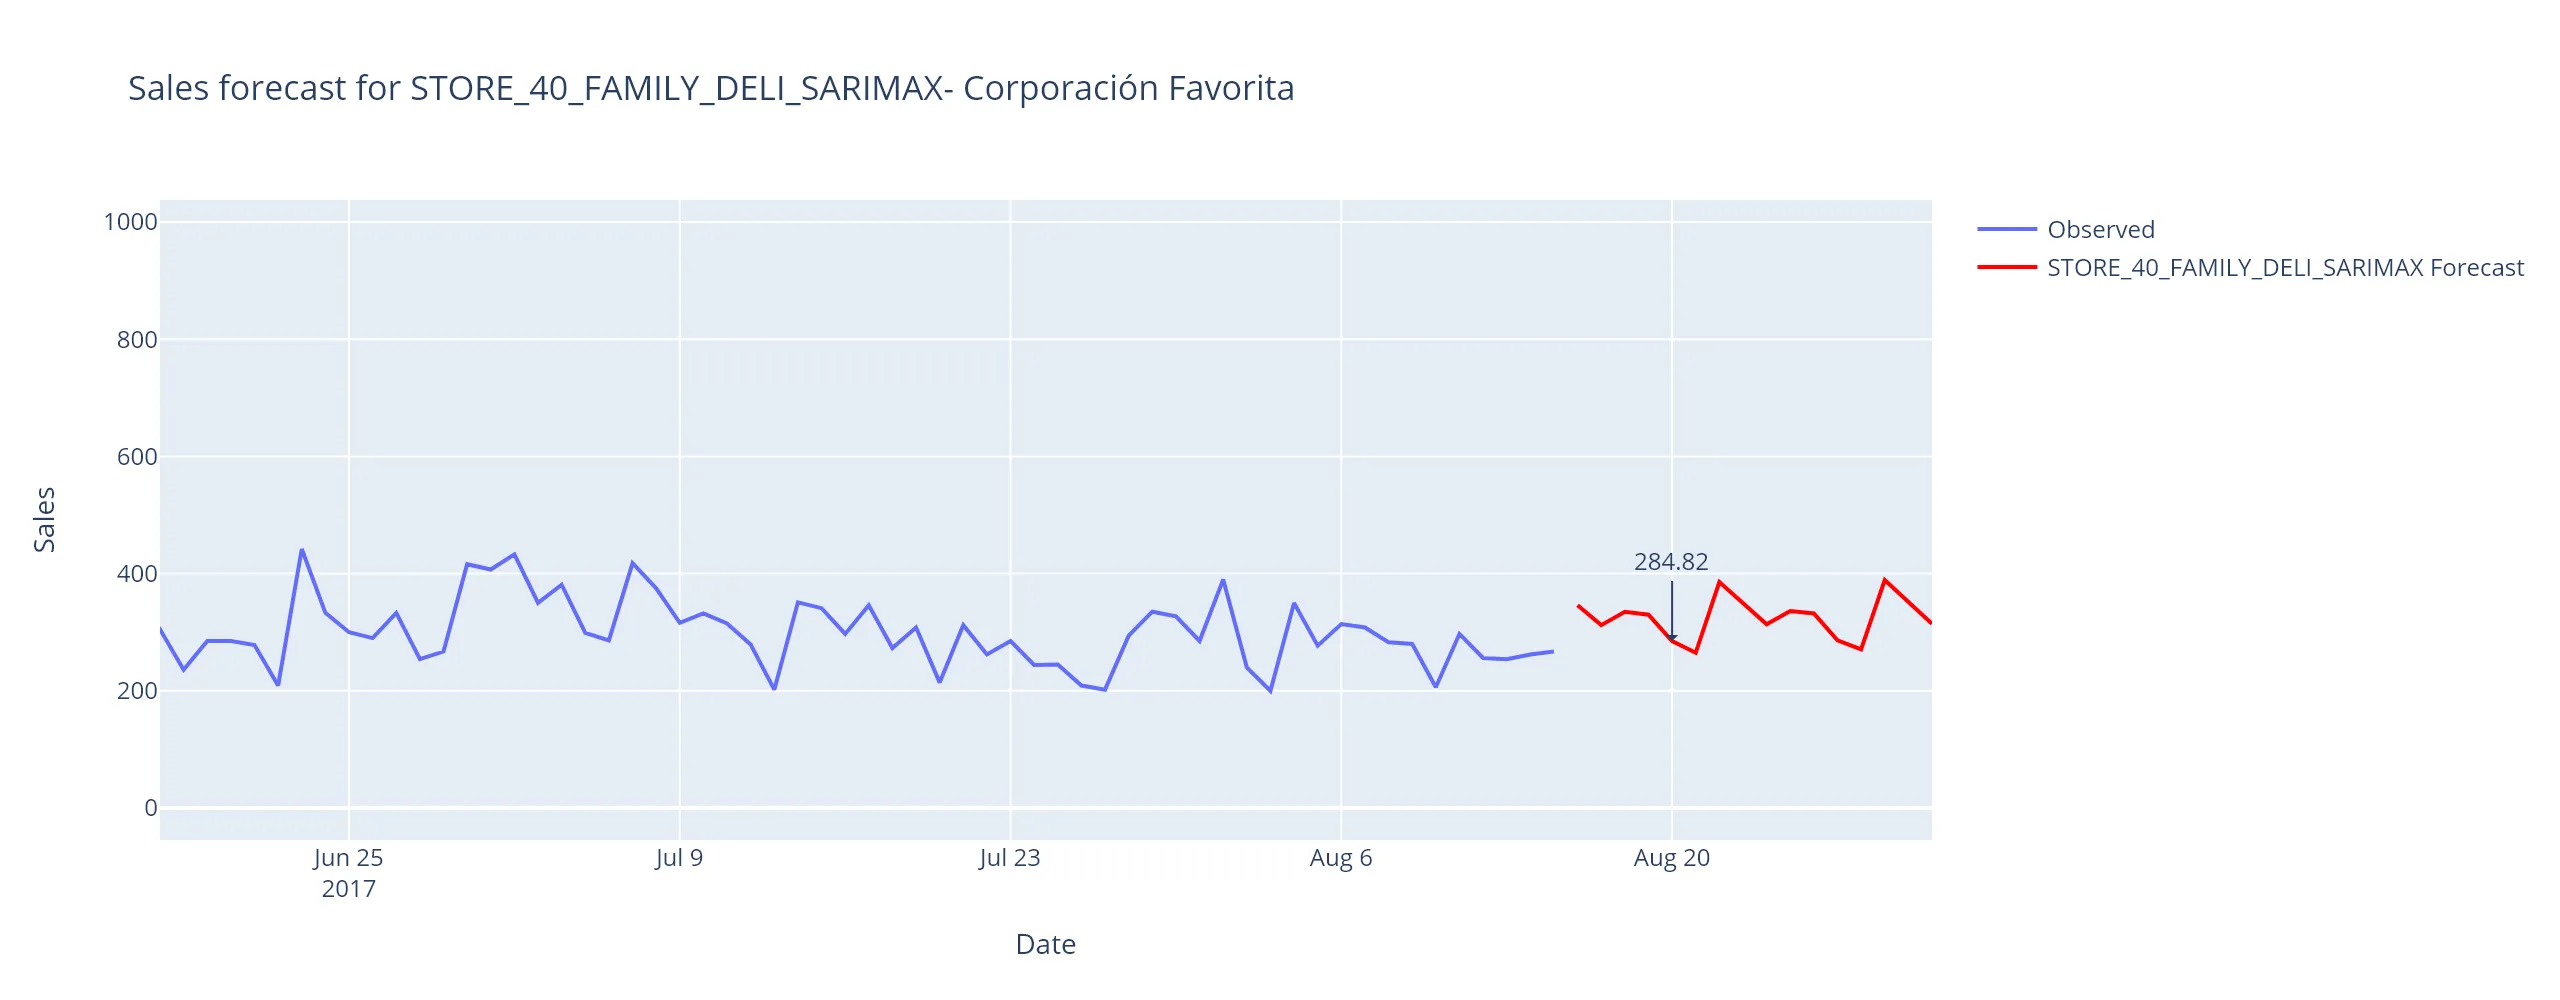 Sales forecast for STORE_40_FAMILY_DELI_SARIMAX- Corporación Favorita
Observed
STORE_40_FAMILY_DELI_SARIMAX Forecast
1000
800
600
400
200
0
Sales
284.82
Jun 25
2017
Jul 9
Jul 23
Aug 6
Aug 20
Date